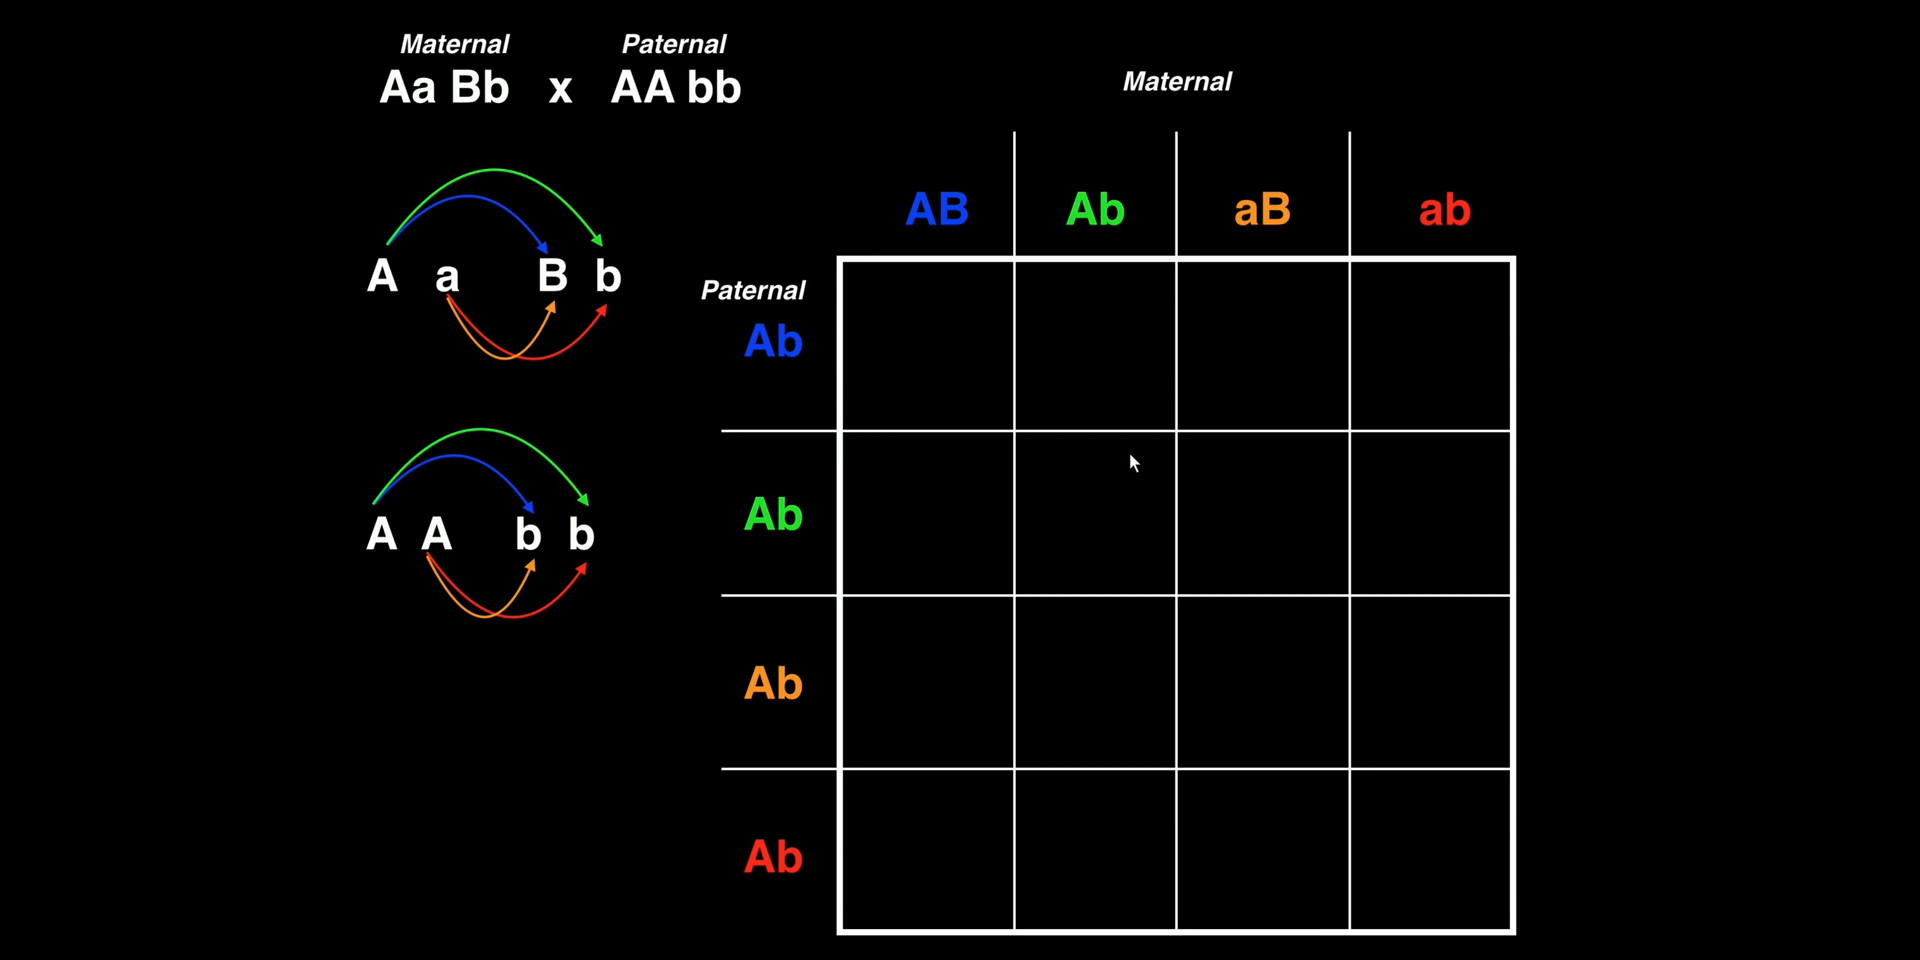 Maternal Paternal
Aa Bb x AA bb
Maternal
AB Ab aB ab
A a B b
Paternal
Ab
Ab
A A b b
Ab
Ab